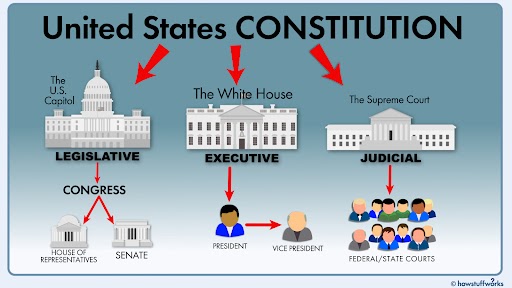 United States CONSTITUTION
The
U.S.
Capitol
The White House
The Supreme Court
LEGISLATIVE
EXECUTIVE
JUDICIAL
CONGRESS
HOUSE OF
REPRESENTATIVES
SENATE
PRESIDENT
VICE PRESIDENT
FEDERAL/STATE COURTS
© howstuffworks